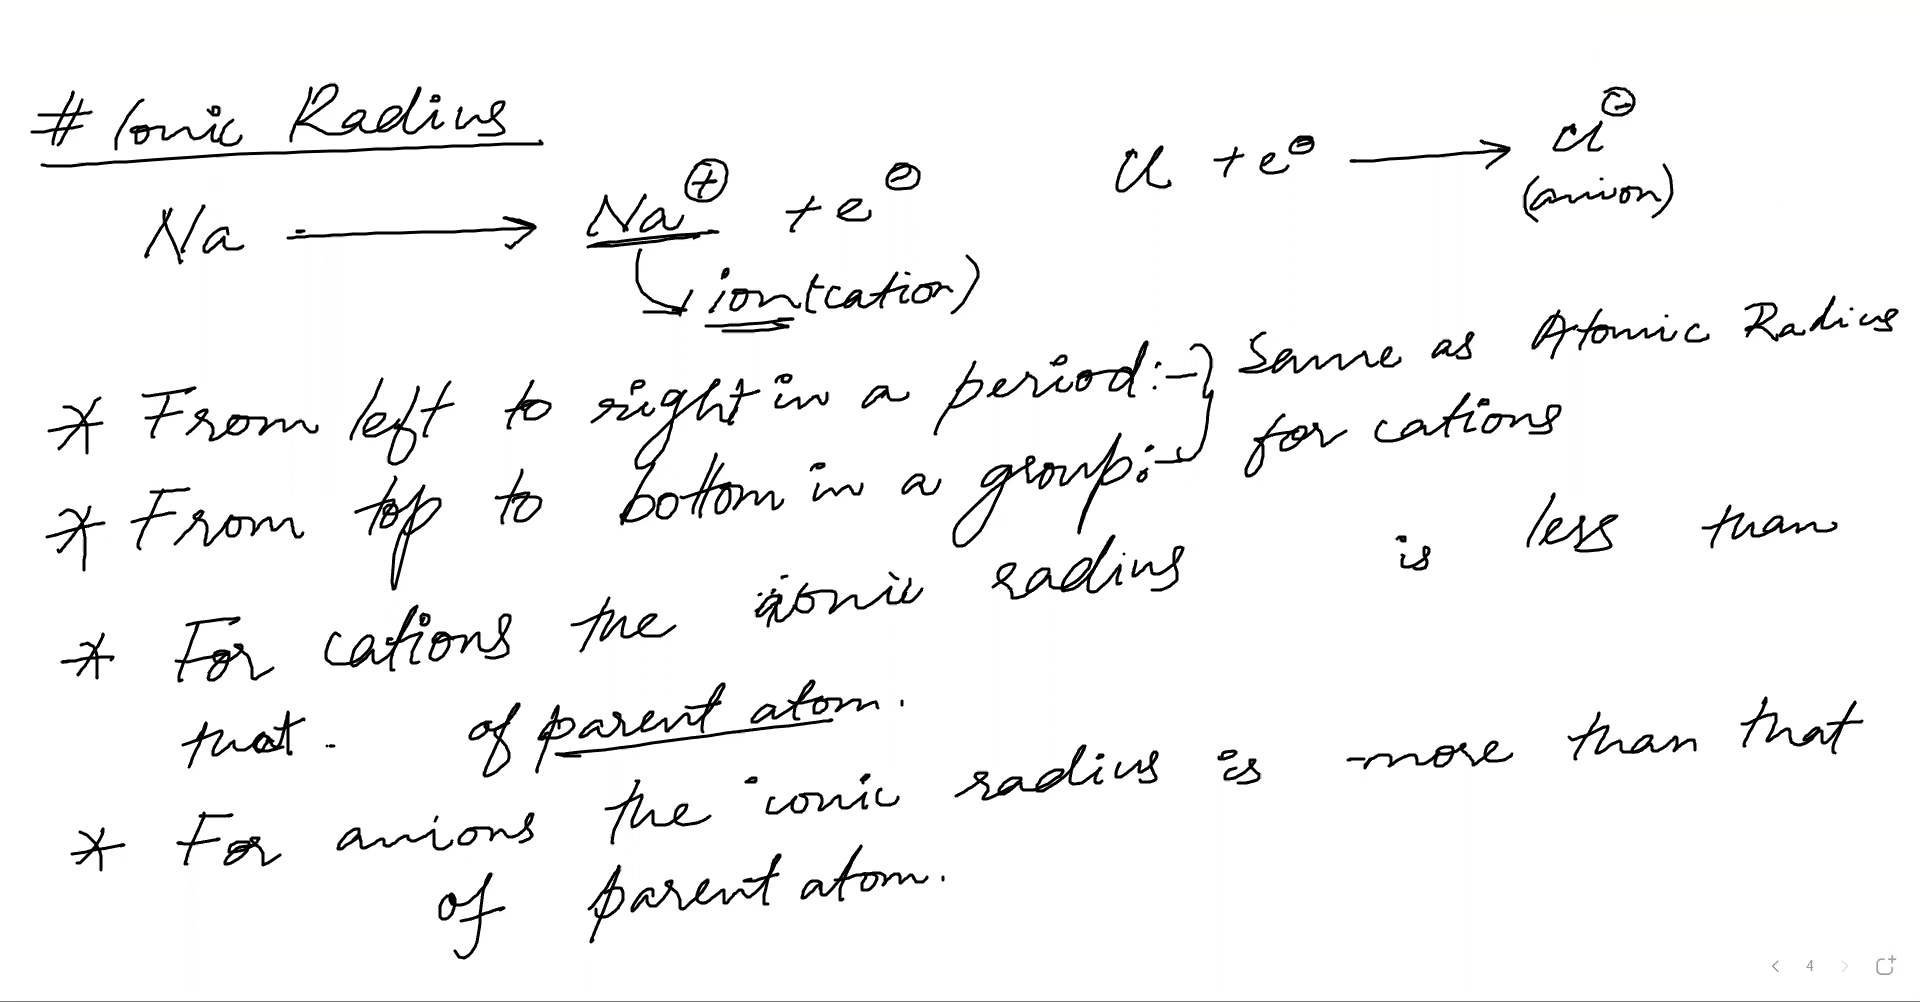 # Ionic Radius
Na ⟶ Na⊕ + e⊖
ion (cation)
Cl + e⊖ ⟶ Cl⊖
(anion)
* From left to right in a period:- } Same as Atomic Radius
* From top to bottom in a group:- } for cations
* For cations the ionic radius is less than
that of parent atom.
* For anions the ionic radius is more than that
of parent atom.
4